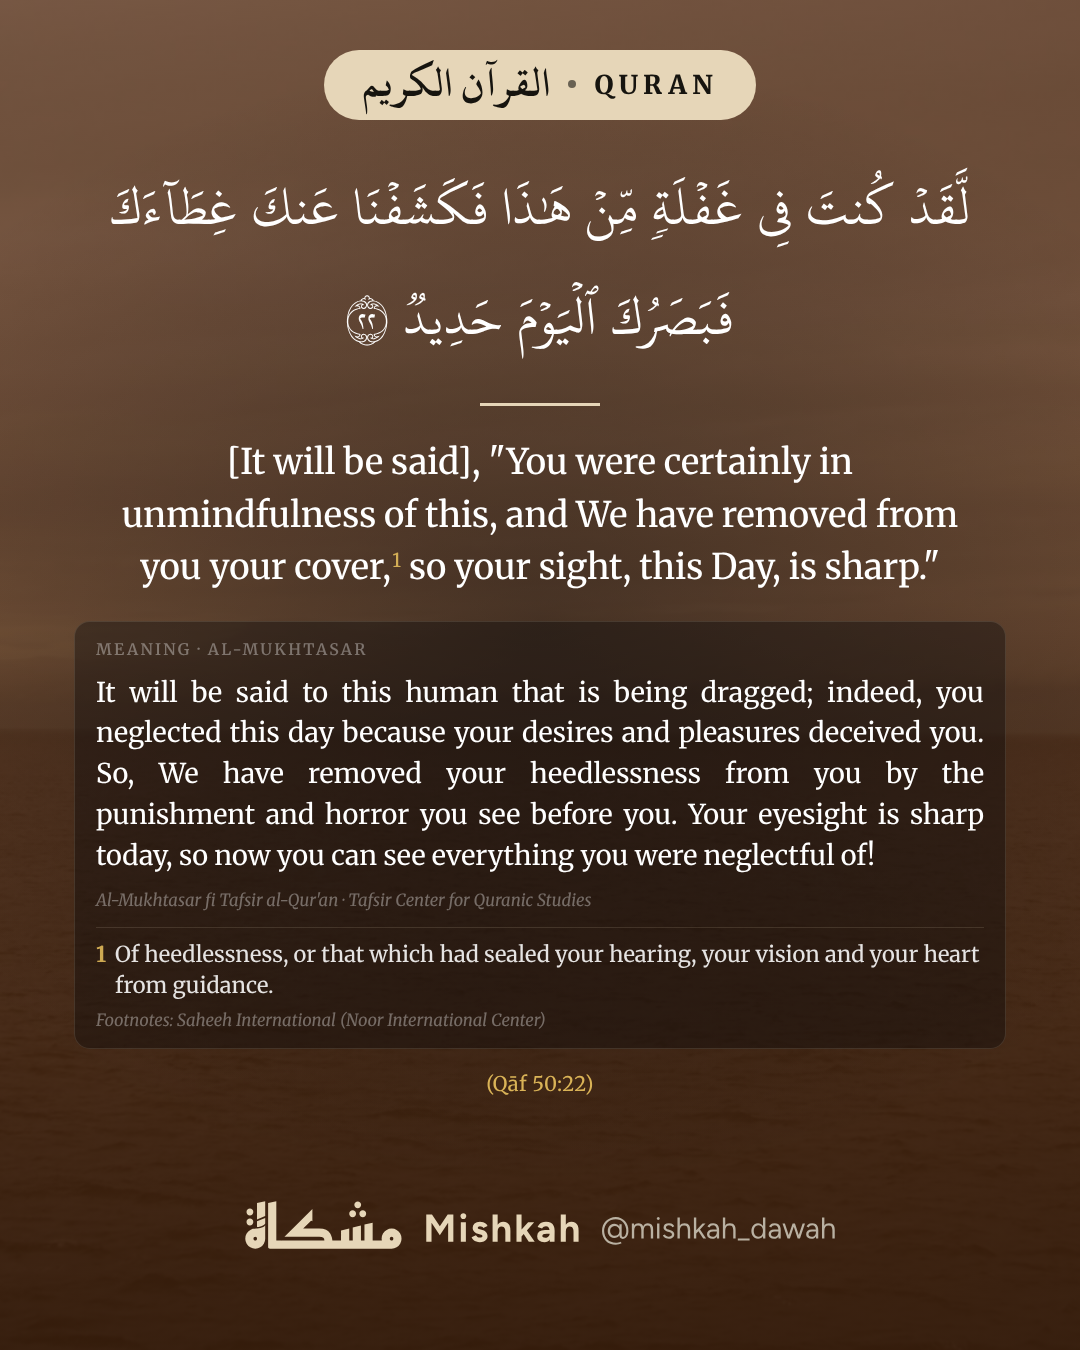 القرآن الكريم • QURAN
لَّقَدْ كُنتَ فِى غَفْلَةٍ مِّنْ هَـٰذَا فَكَشَفْنَا عَنكَ غِطَآءَكَ
فَبَصَرُكَ ٱلْيَوْمَ حَدِيدٌ ٢٢
[It will be said], "You were certainly in
unmindfulness of this, and We have removed from
you your cover,1 so your sight, this Day, is sharp."
MEANING · AL-MUKHTASAR
It will be said to this human that is being dragged; indeed, you
neglected this day because your desires and pleasures deceived you.
So, We have removed your heedlessness from you by the
punishment and horror you see before you. Your eyesight is sharp
today, so now you can see everything you were neglectful of!
Al-Mukhtasar fi Tafsir al-Qur'an · Tafsir Center for Quranic Studies
1 Of heedlessness, or that which had sealed your hearing, your vision and your heart
from guidance.
Footnotes: Saheeh International (Noor International Center)
(Qāf 50:22)
مشكاة Mishkah @mishkah_dawah